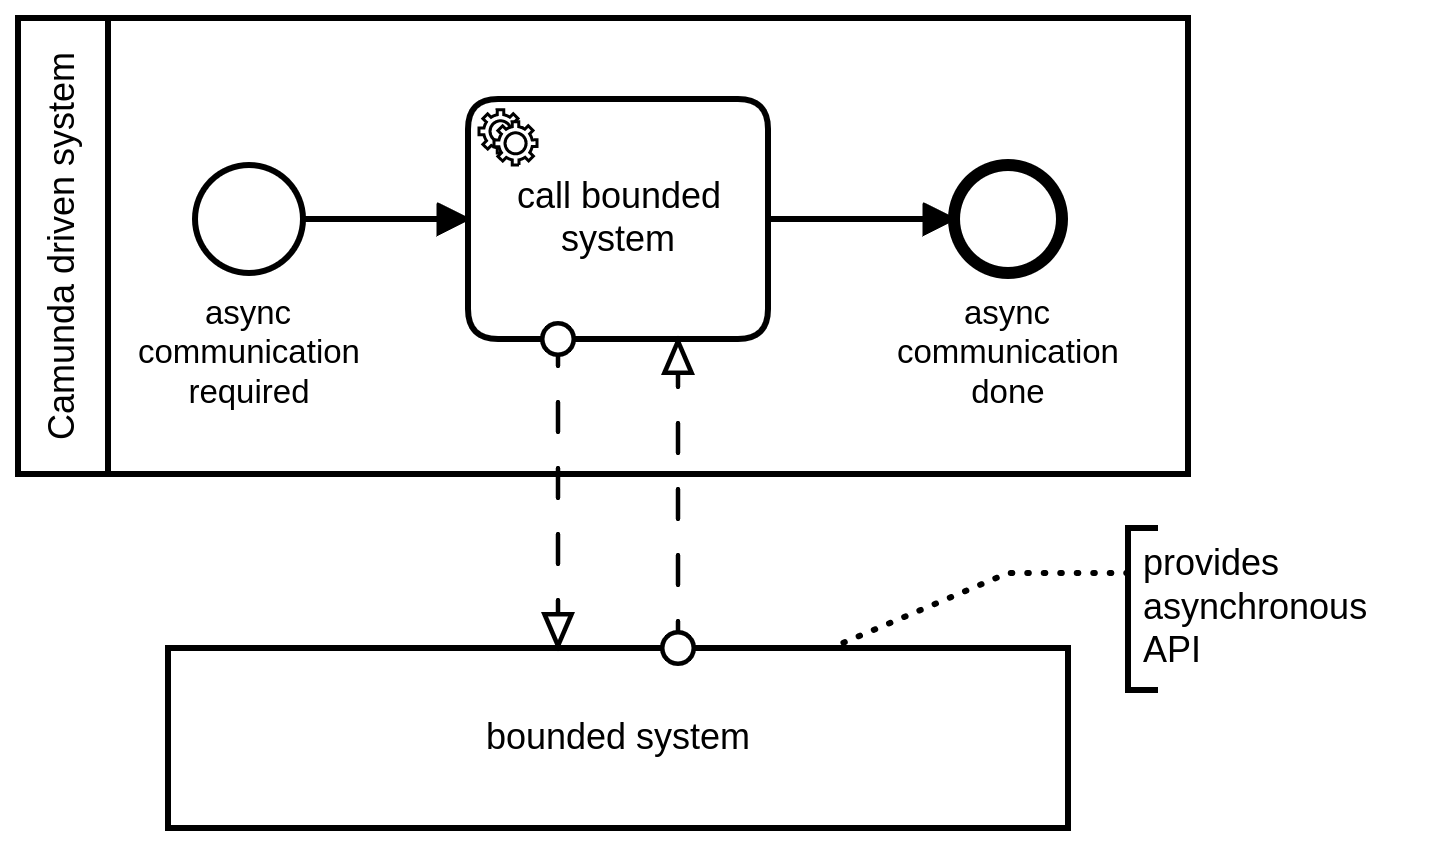 Camunda driven system
call bounded
system
async
communication
required
async
communication
done
provides
asynchronous
API
bounded system